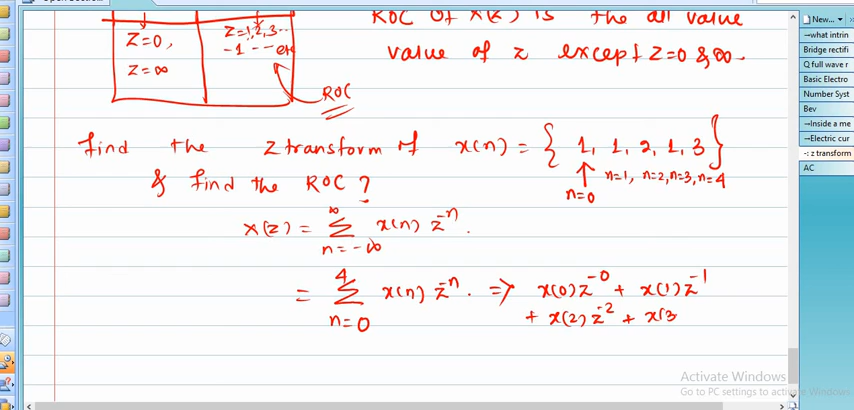 ROC of X(z) is the all value
Z=0,
Z=∞
Z=1,2,3..
-1 --- etc
value of z except z=0 & ∞.
ROC
find the z transform of x(n) = { 1, 1, 2, 1, 3 }
↑ n=1, n=2, n=3, n=4
n=0
& find the ROC ?
X(z) = ∞ Σ n=-∞ x(n) z^-n.
= 4 Σ n=0 x(n) z^-n. => x(0)z^-0 + x(1)z^-1
+ x(2)z^-2 + x(3
Activate Windows
Go to PC settings to activate Windows.
New...
what intrin
Bridge rectifi
Q full wave r
Basic Electro
Number Syst
Bev
Inside a me
Electric cur
z transform
AC